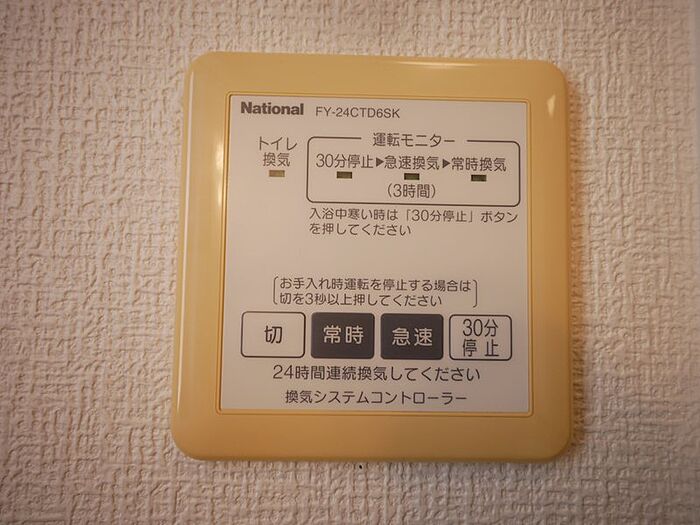 National FY-24CTD6SK
トイレ
換気
運転モニター
30分停止▶急速換気▶常時換気
(3時間)
入浴中寒い時は「30分停止」ボタン
を押してください
お手入れ時運転を停止する場合は
切を3秒以上押してください
切 常時 急速 30分
停止
24時間連続換気してください
換気システムコントローラー